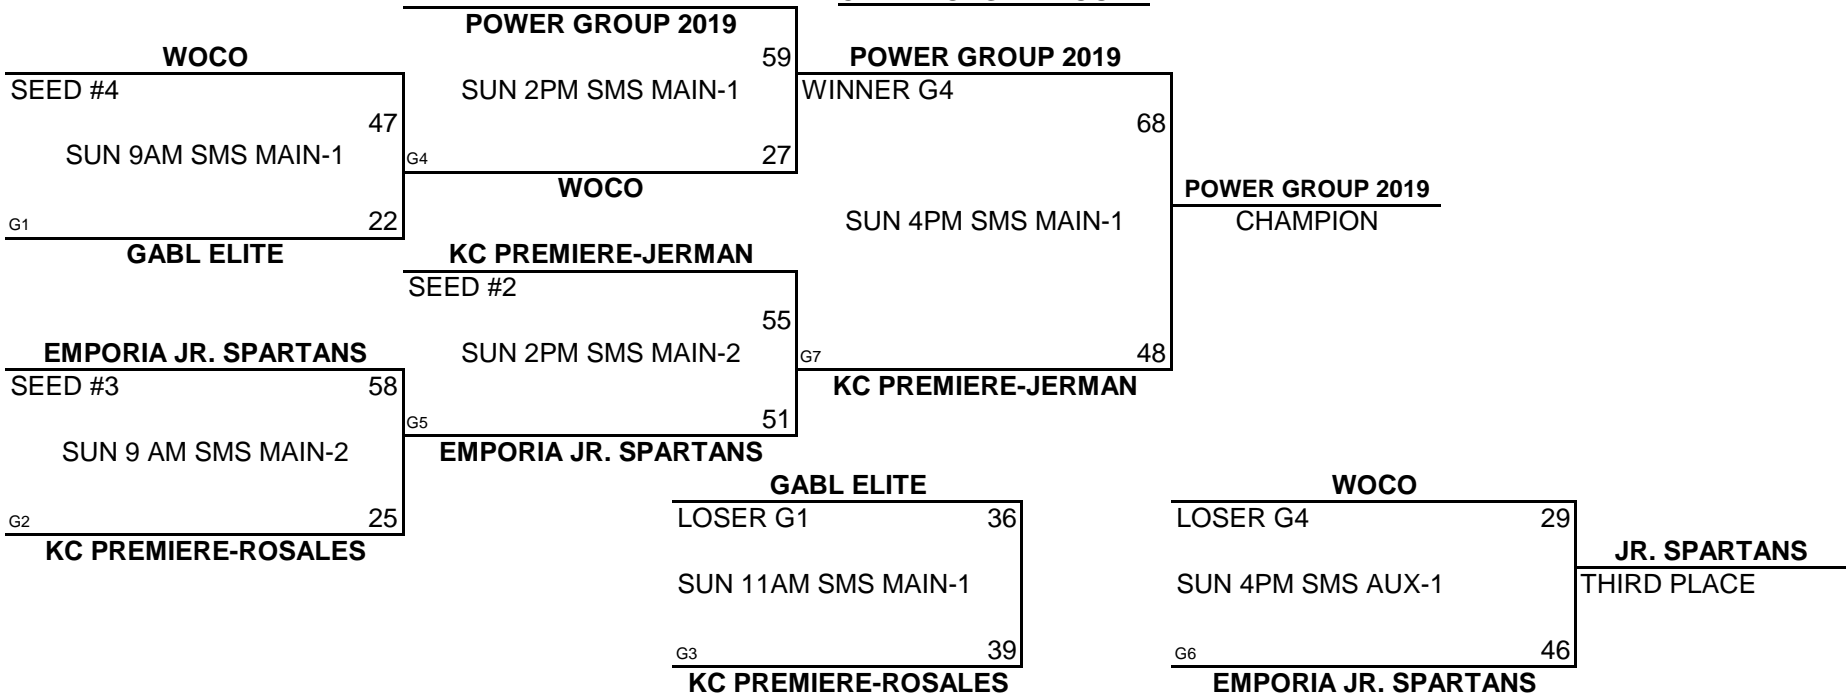 POWER GROUP 2019
WOCO
59
POWER GROUP 2019
SEED #4
SUN 2PM SMS MAIN-1
WINNER G4
47
68
SUN 9AM SMS MAIN-1
G4
27
WOCO
POWER GROUP 2019
G1
22
SUN 4PM SMS MAIN-1
CHAMPION
GABL ELITE
KC PREMIERE-JERMAN
SEED #2
55
EMPORIA JR. SPARTANS
SUN 2PM SMS MAIN-2
G7
48
SEED #3
58
KC PREMIERE-JERMAN
G5
51
SUN 9 AM SMS MAIN-2
EMPORIA JR. SPARTANS
GABL ELITE
WOCO
G2
25
LOSER G1
36
LOSER G4
29
KC PREMIERE-ROSALES
JR. SPARTANS
SUN 11AM SMS MAIN-1
SUN 4PM SMS AUX-1
THIRD PLACE
G3
39
G6
46
KC PREMIERE-ROSALES
EMPORIA JR. SPARTANS